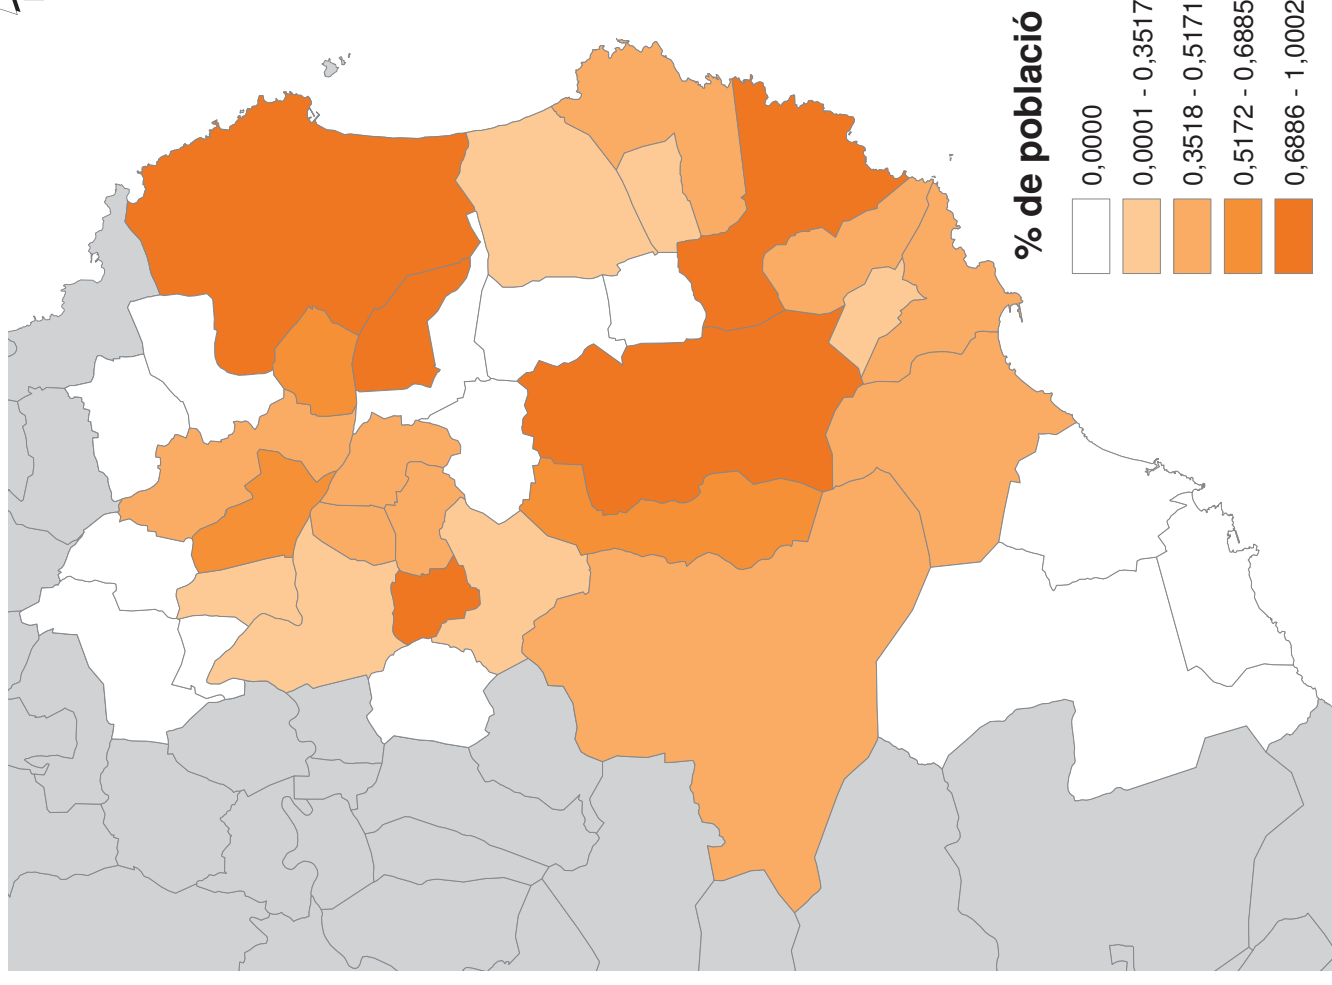 % de població
0,0000
0,0001 - 0,3517
0,3518 - 0,5171
0,5172 - 0,6885
0,6886 - 1,0002